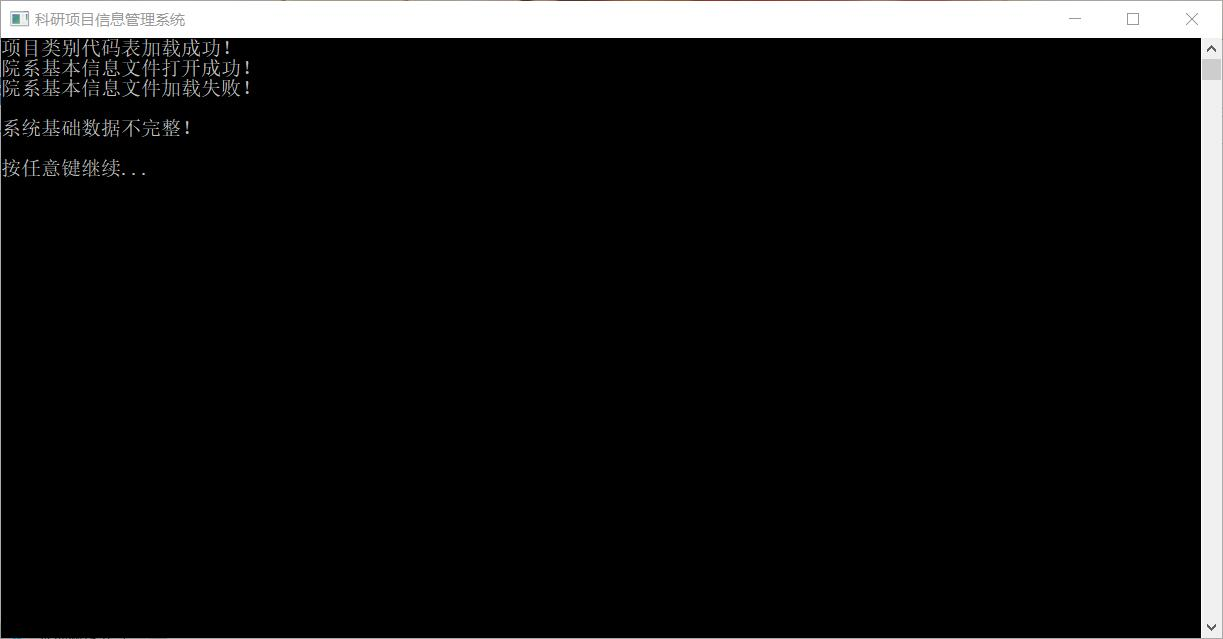 科研项目信息管理系统
项目类别代码表加载成功！
院系基本信息文件打开成功！
院系基本信息文件加载失败！
系统基础数据不完整！
按任意键继续...